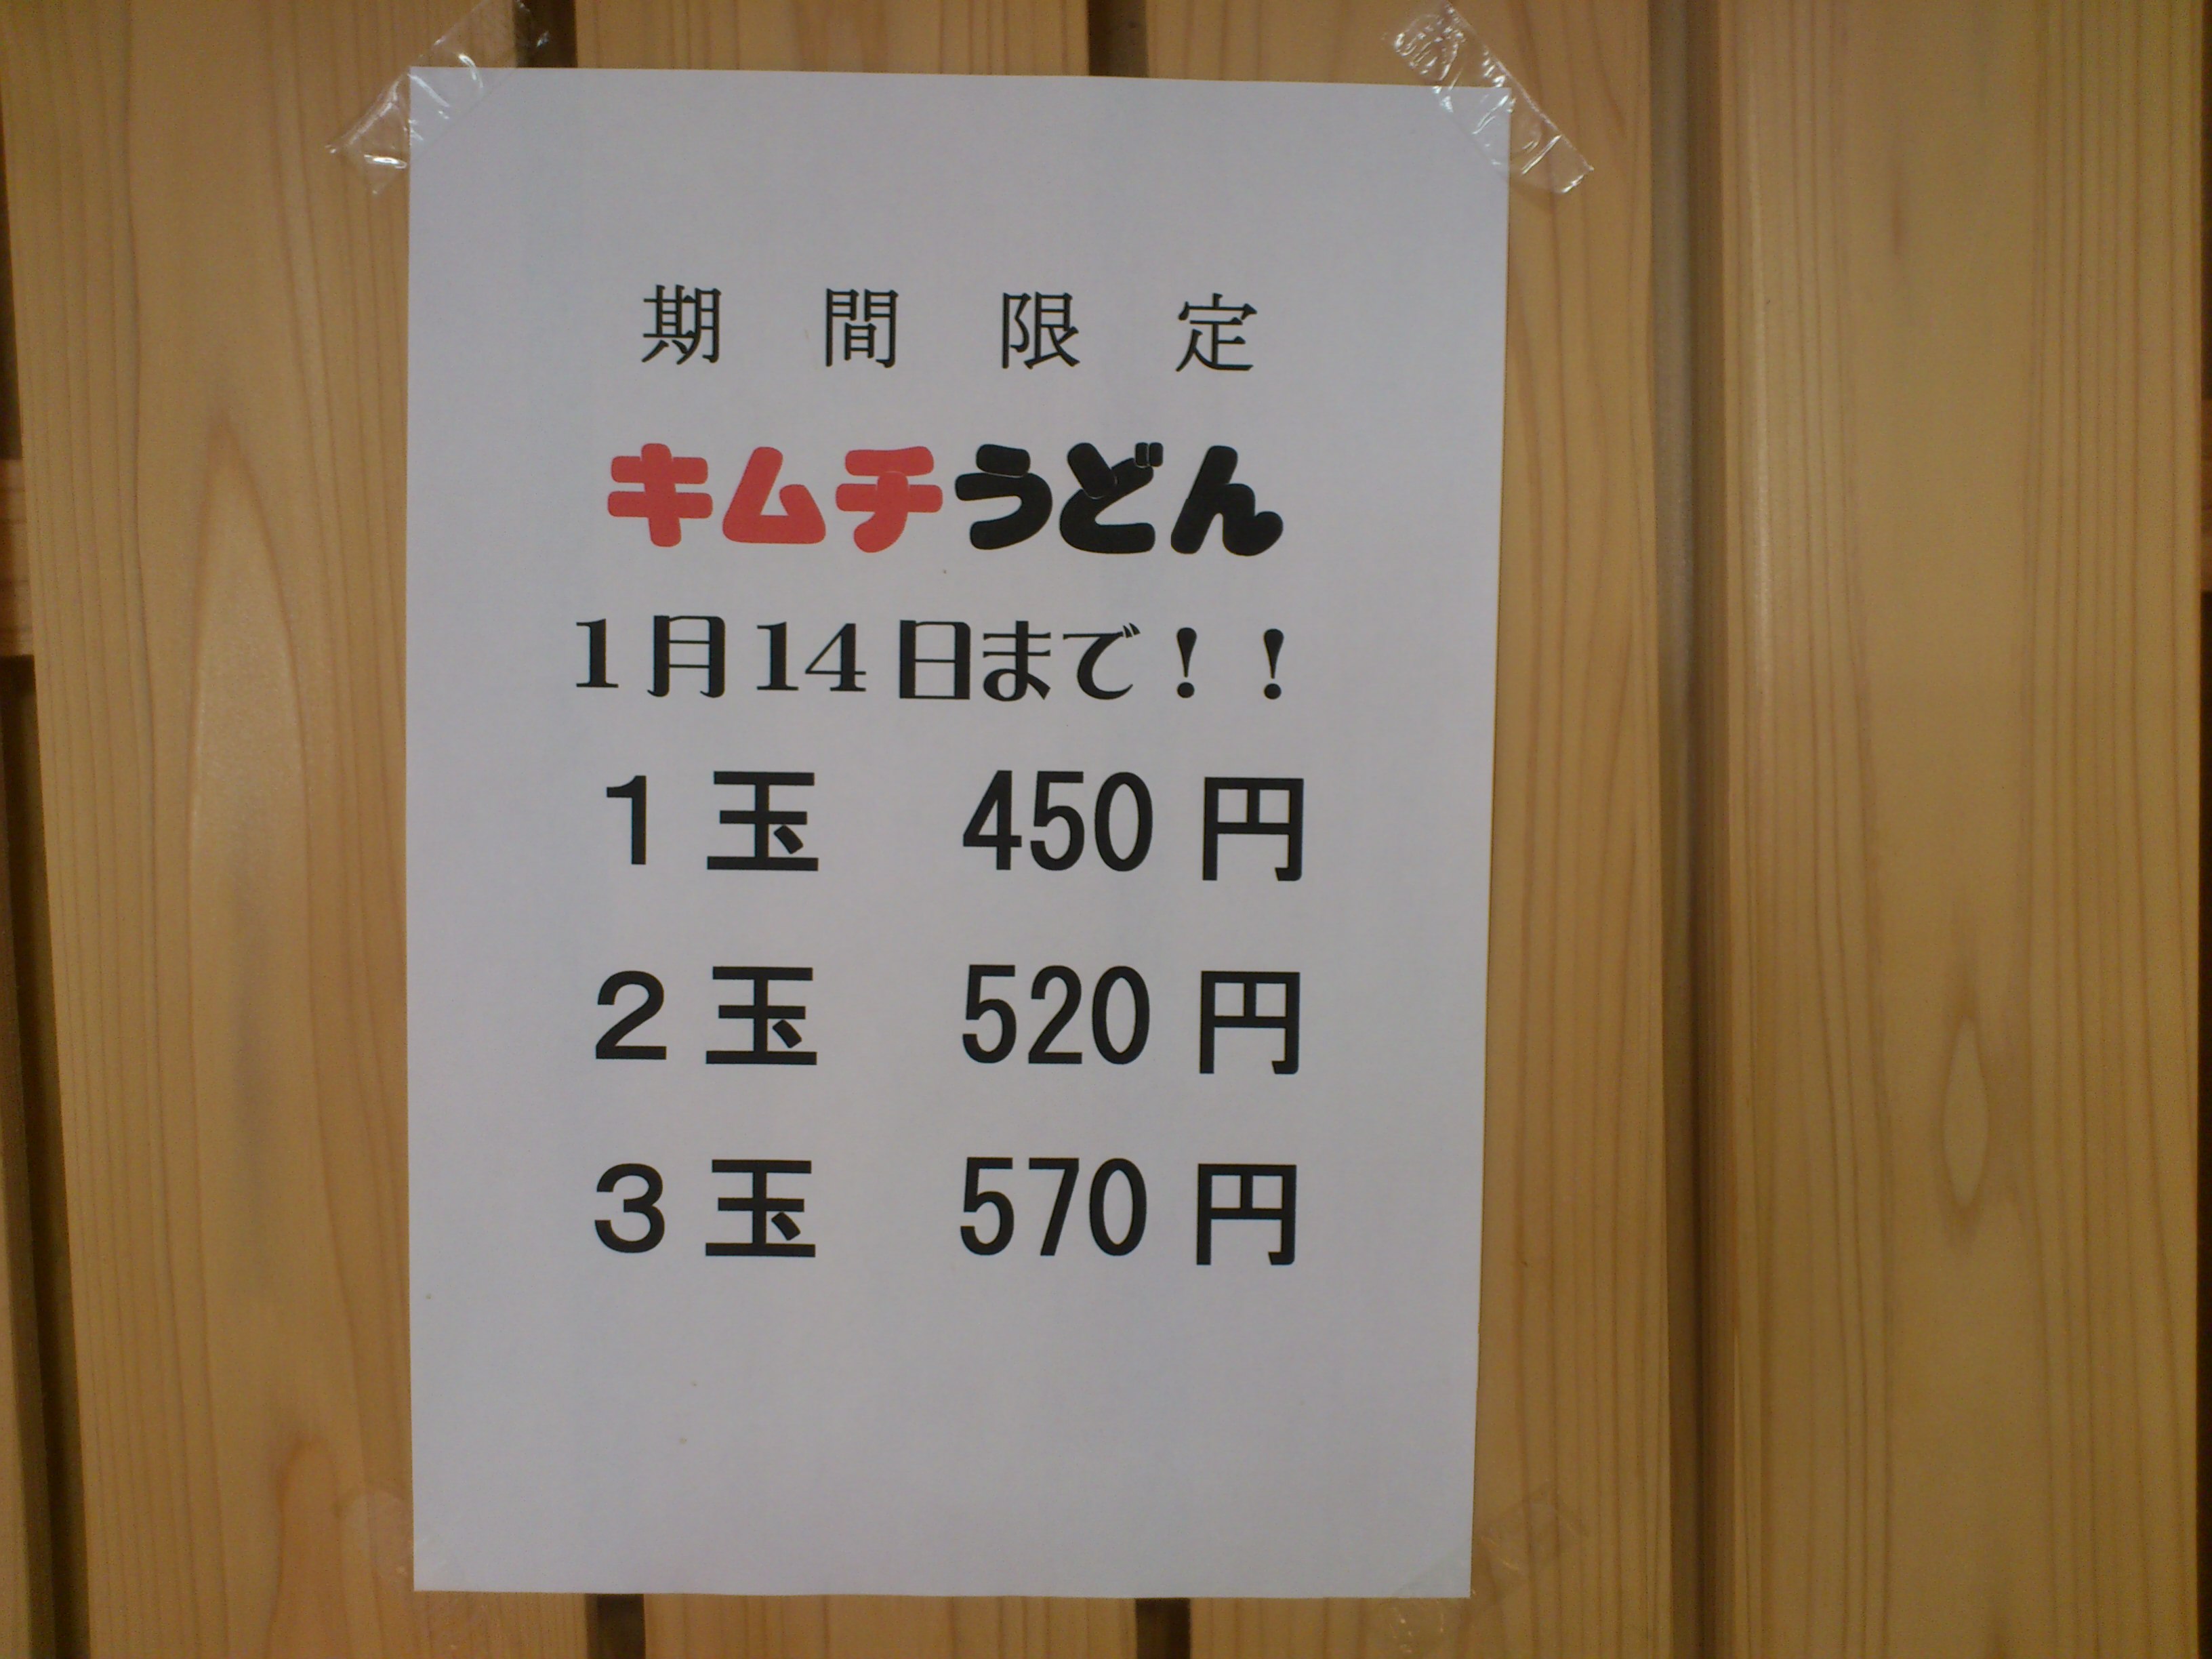 期間限定
キムチうどん
1月14日まで！！
１玉　450円
２玉　520円
３玉　570円